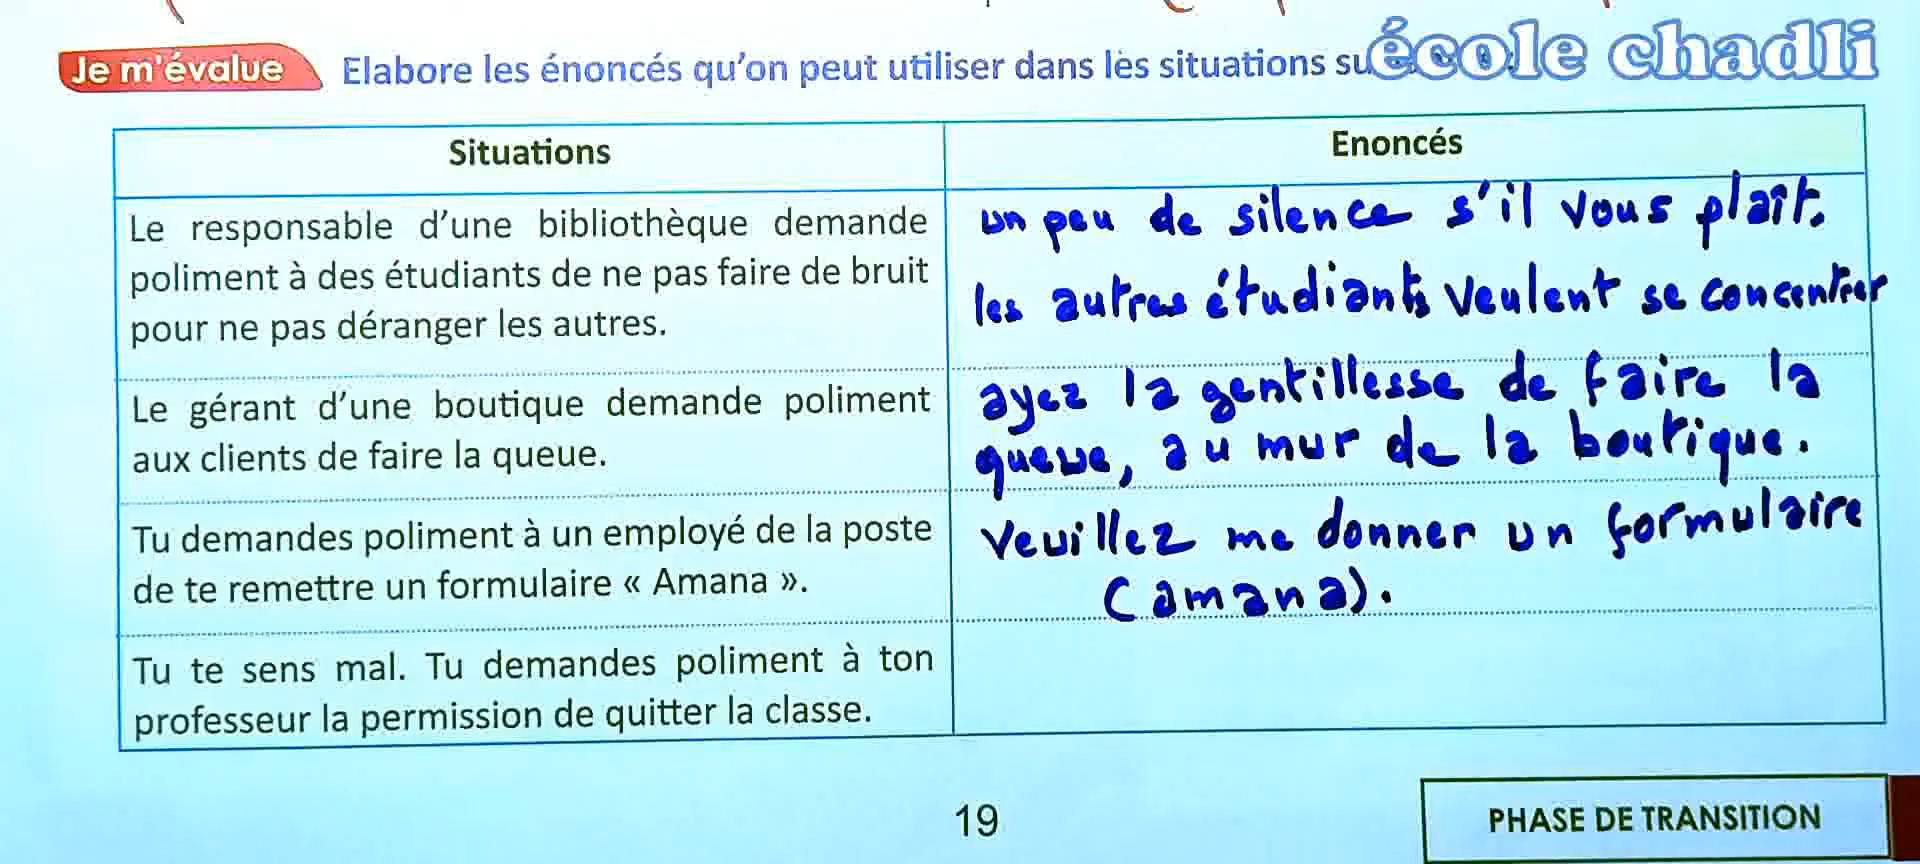 école chadli
Je m'évalue
Elabore les énoncés qu'on peut utiliser dans les situations su
Situations
Enoncés
Le responsable d'une bibliothèque demande
poliment à des étudiants de ne pas faire de bruit
pour ne pas déranger les autres.
un peu de silence s'il vous plaît.
les autres étudiants veulent se concentrer
Le gérant d'une boutique demande poliment
aux clients de faire la queue.
ayez la gentillesse de faire la
queue, au mur de la boutique.
Tu demandes poliment à un employé de la poste
de te remettre un formulaire « Amana ».
Veuillez me donner un formulaire
(amana).
Tu te sens mal. Tu demandes poliment à ton
professeur la permission de quitter la classe.
19
PHASE DE TRANSITION